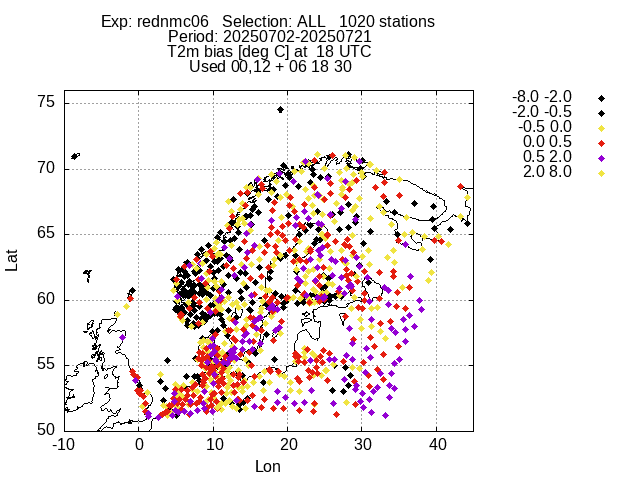 Exp: rednmc06   Selection: ALL   1020 stations
Period: 20250702-20250721
T2m bias [deg C] at  18 UTC
Used 00,12 + 06 18 30
-8.0 -2.0
-2.0 -0.5
-0.5 0.0
0.0 0.5
0.5 2.0
2.0 8.0
75
70
65
60
55
50
Lat
-10 0 10 20 30 40
Lon